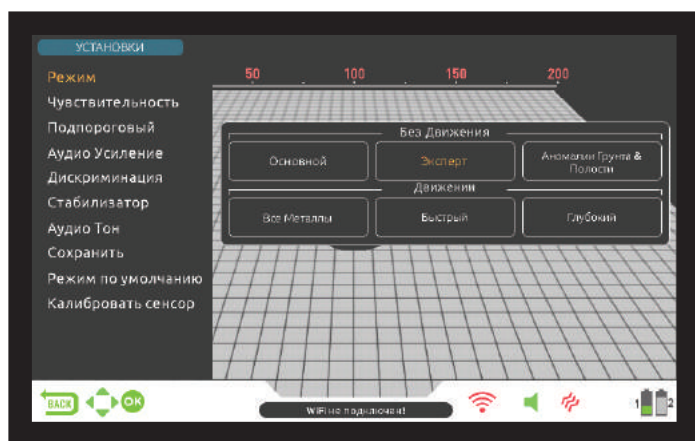 УСТАНОВКИ
Режим
Чувствительность
Подпороговый
Аудио Усиление
Дискриминация
Стабилизатор
Аудио Тон
Сохранить
Режим по умолчанию
Калибровать сенсор
50 100 150 200
Без Движения
Основной
Эксперт
Аномалии Грунта &
Полости
Движении
Все Металлы
Быстрый
Глубокий
BACK
OK
WiFi не подключен!
1 2